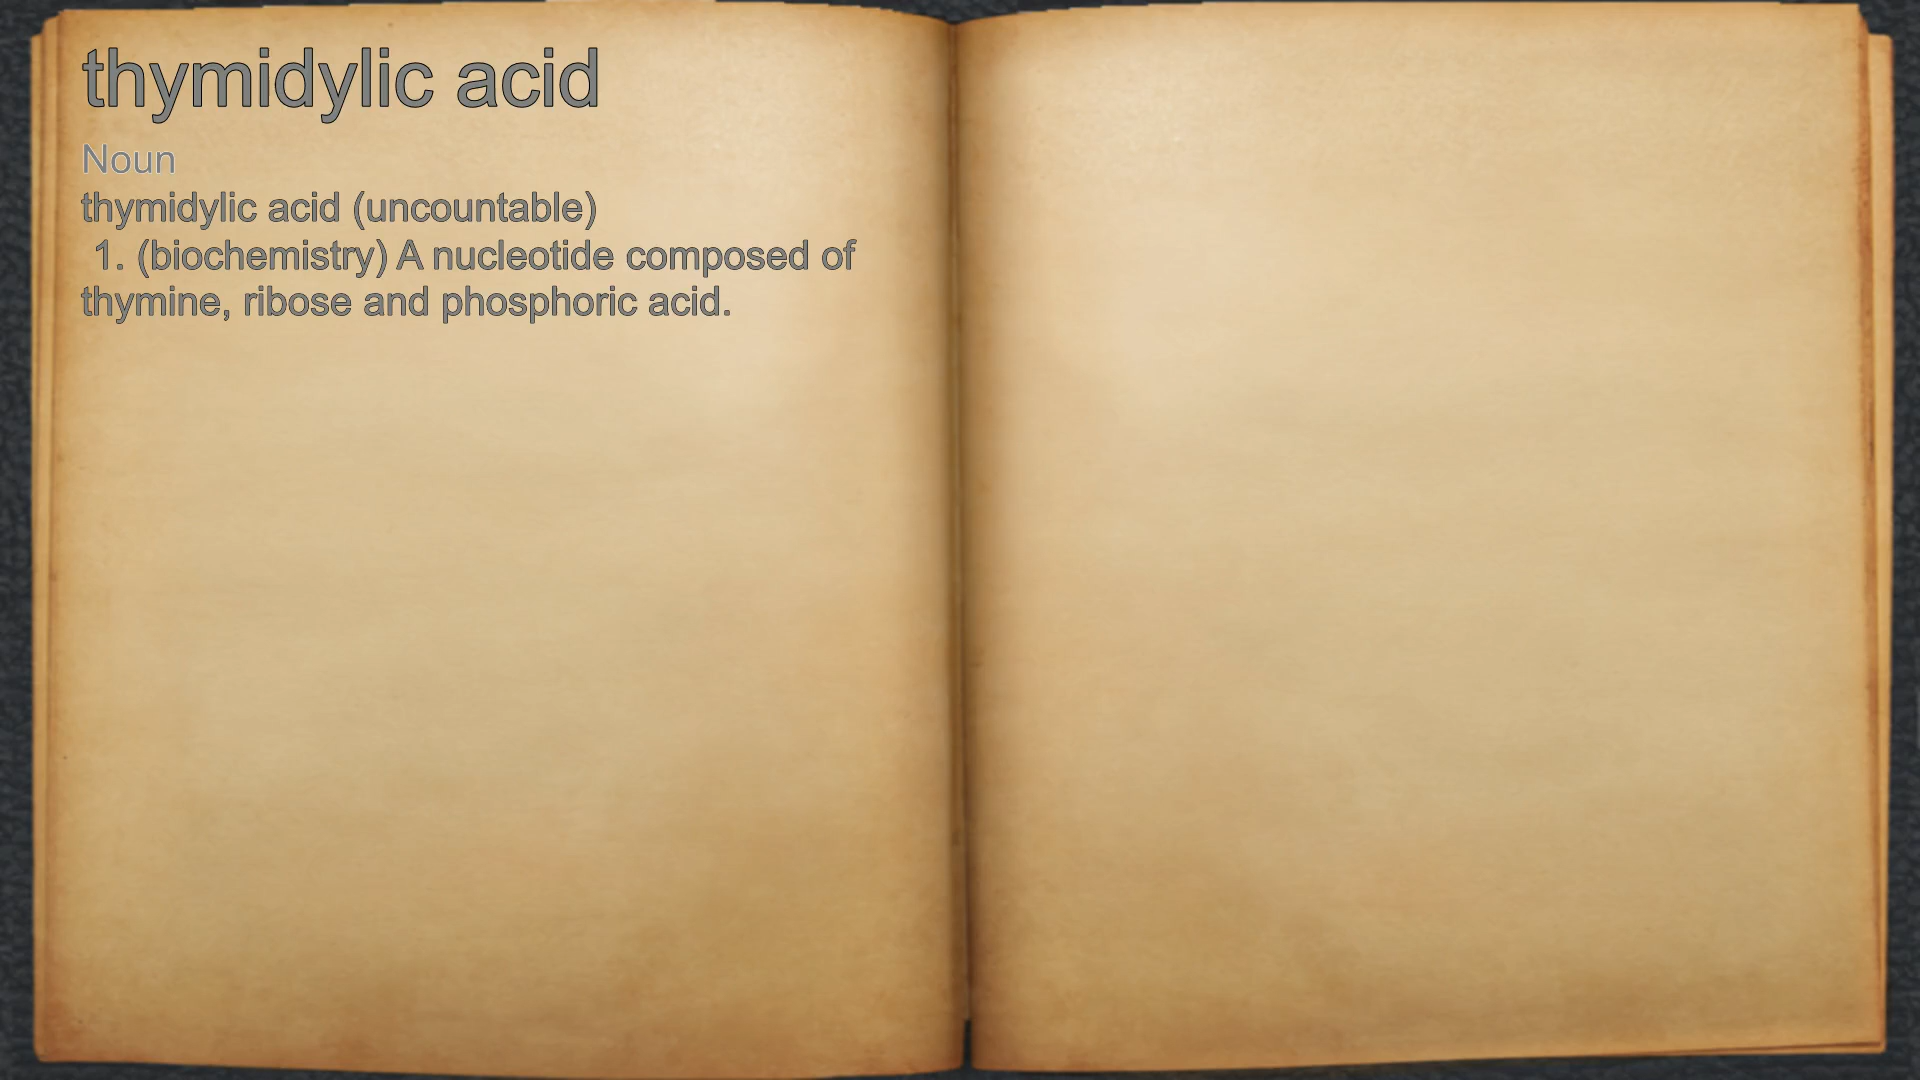 thymidylic acid
Noun
thymidylic acid (uncountable)
1. (biochemistry) A nucleotide composed of
thymine, ribose and phosphoric acid.